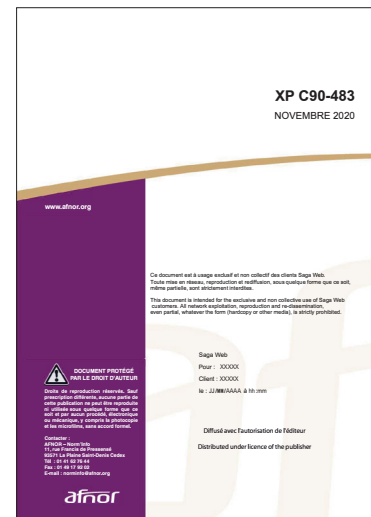 XP C90-483
NOVEMBRE 2020
www.afnor.org
Ce document est à usage exclusif et non collectif des clients Saga Web.
Toute mise en réseau, reproduction et rediffusion, sous quelque forme que ce soit,
même partielle, sont strictement interdites.
This document is intended for the exclusive and non collective use of Saga Web
customers. All network exploitation, reproduction and re-dissemination,
even partial, whatever the form (hardcopy or other media), is strictly prohibited.
Saga Web
Pour : XXXXX
Client : XXXXX
le : JJ/MM/AAAA à hh:mm
Diffusé avec l'autorisation de l'éditeur
Distributed under licence of the publisher
DOCUMENT PROTÉGÉ
PAR LE DROIT D'AUTEUR
Droits de reproduction réservés. Sauf
prescription différente, aucune partie de
cette publication ne peut être reproduite
ni utilisée sous quelque forme que ce
soit et par aucun procédé, électronique
ou mécanique, y compris la photocopie
et les microfilms, sans accord formel.
Contacter :
AFNOR – Norm'Info
11, rue Francis de Pressensé
93571 La Plaine Saint-Denis Cedex
Tél : 01 41 62 76 44
Fax : 01 49 17 92 02
E-mail : norminfo@afnor.org
afnor